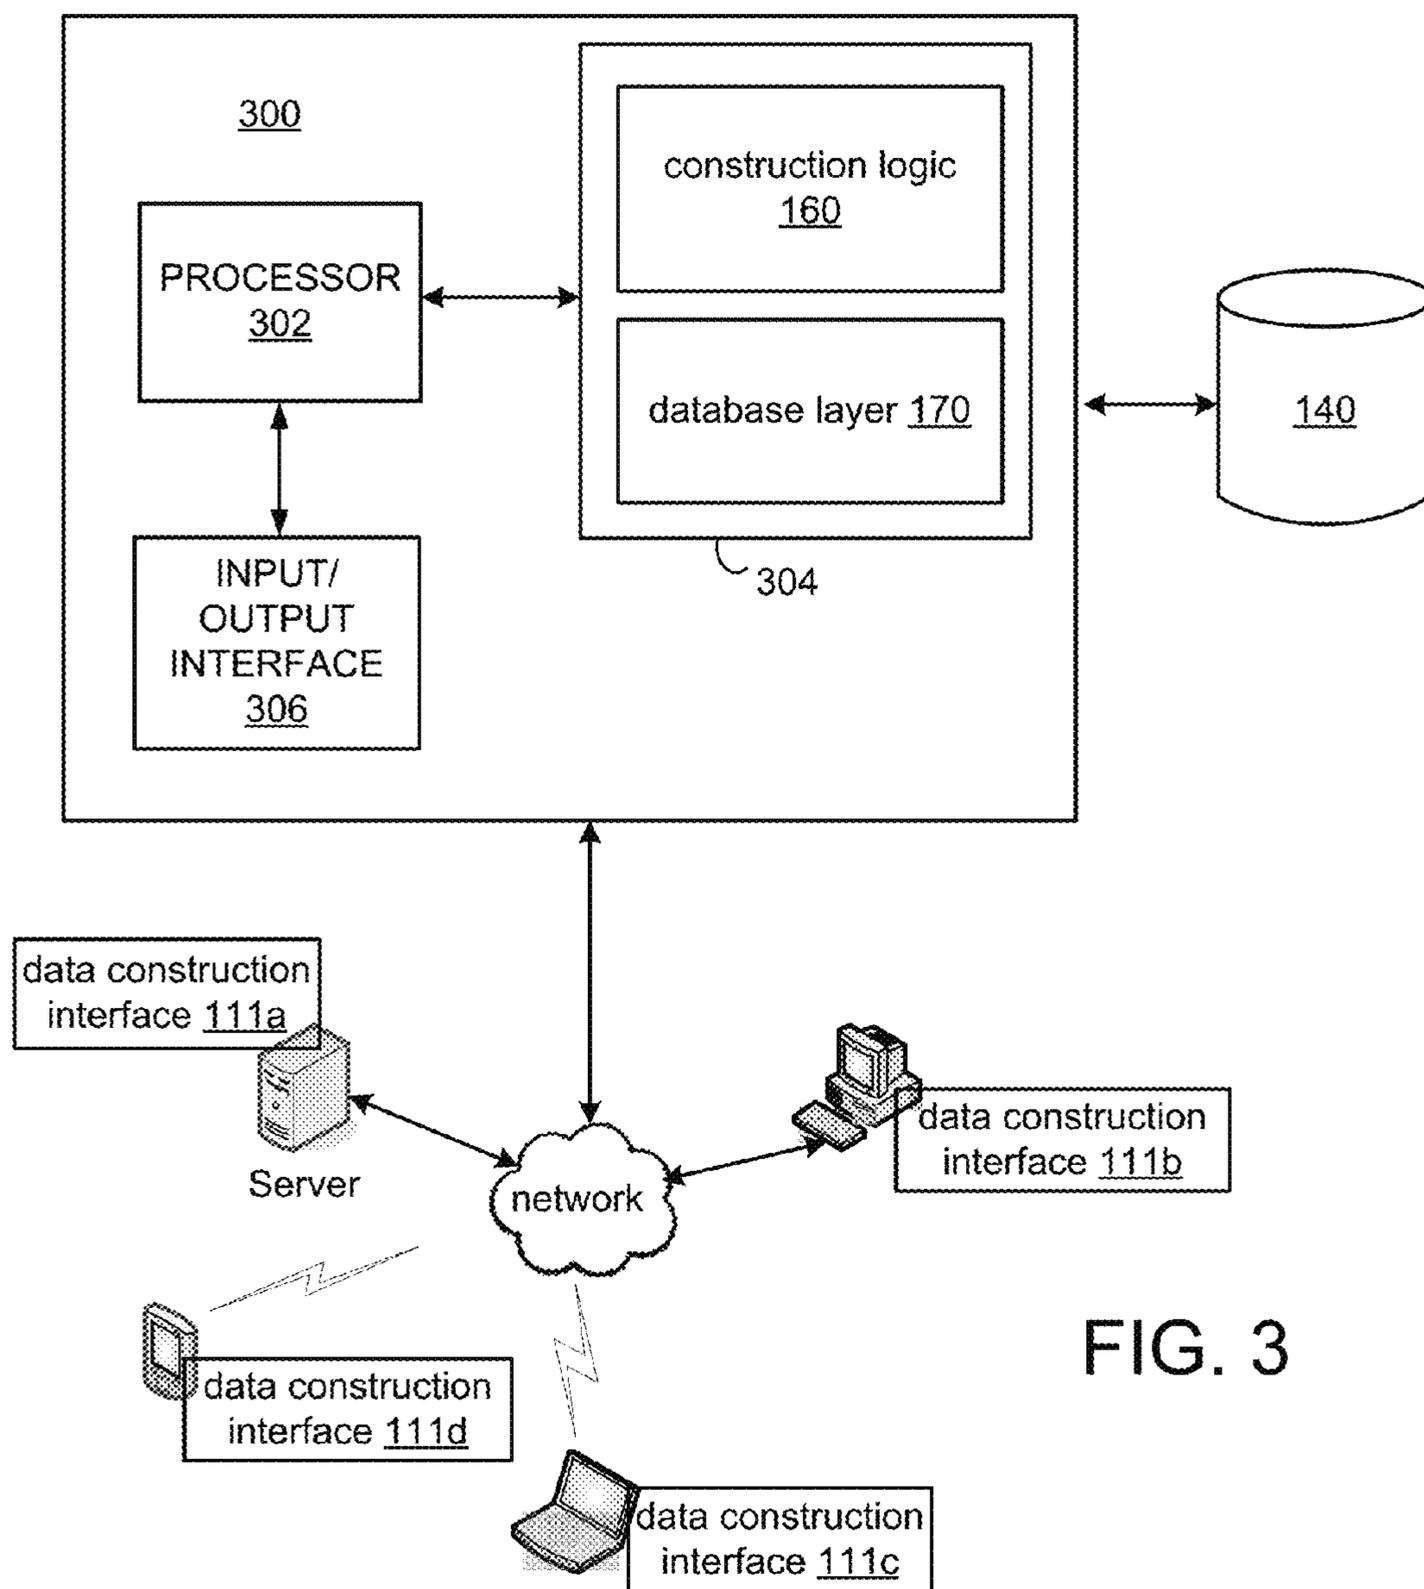 300
construction logic
160
PROCESSOR
302
database layer 170
140
INPUT/
OUTPUT
INTERFACE
306
304
data construction
interface 111a
Server
network
data construction
interface 111b
data construction
interface 111d
data construction
interface 111c
FIG. 3